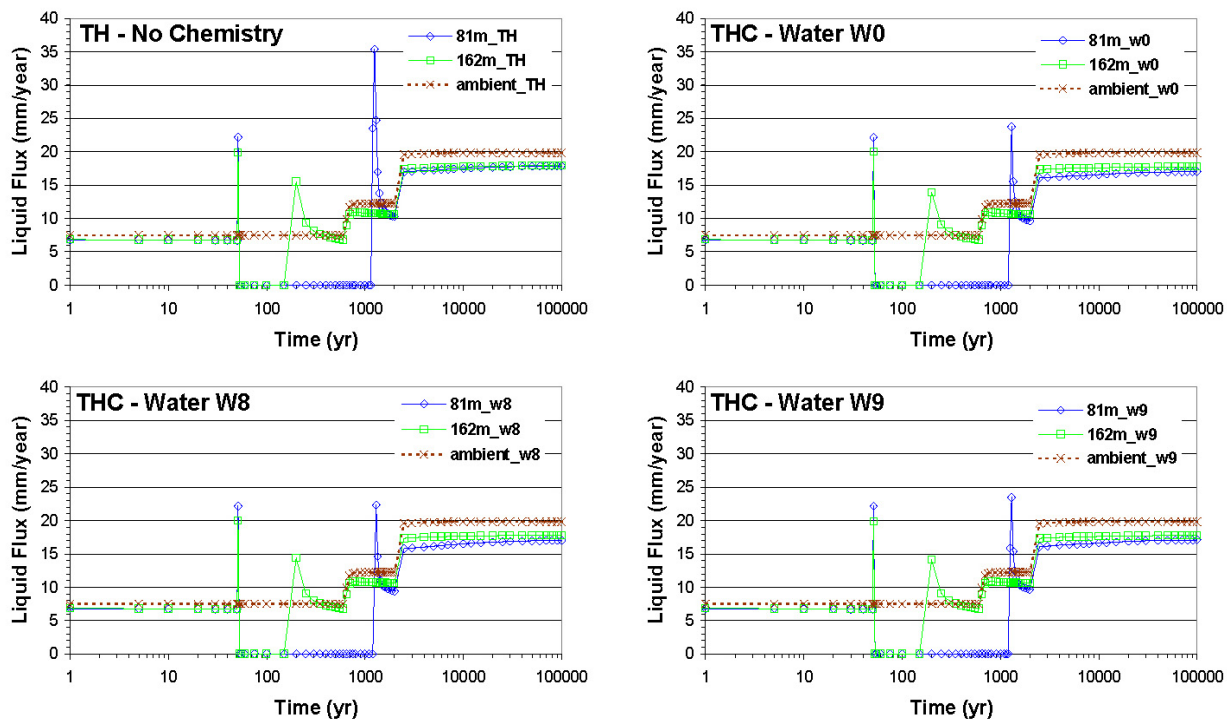 TH - No Chemistry
81m_TH
162m_TH
ambient_TH
Liquid Flux (mm/year)
40
35
30
25
20
15
10
5
0
1 10 100 1000 10000 100000
Time (yr)
THC - Water W0
81m_w0
162m_w0
ambient_w0
Liquid Flux (mm/year)
40
35
30
25
20
15
10
5
0
1 10 100 1000 10000 100000
Time (yr)
THC - Water W8
81m_w8
162m_w8
ambient_w8
Liquid Flux (mm/year)
40
35
30
25
20
15
10
5
0
1 10 100 1000 10000 100000
Time (yr)
THC - Water W9
81m_w9
162m_w9
ambient_w9
Liquid Flux (mm/year)
40
35
30
25
20
15
10
5
0
1 10 100 1000 10000 100000
Time (yr)